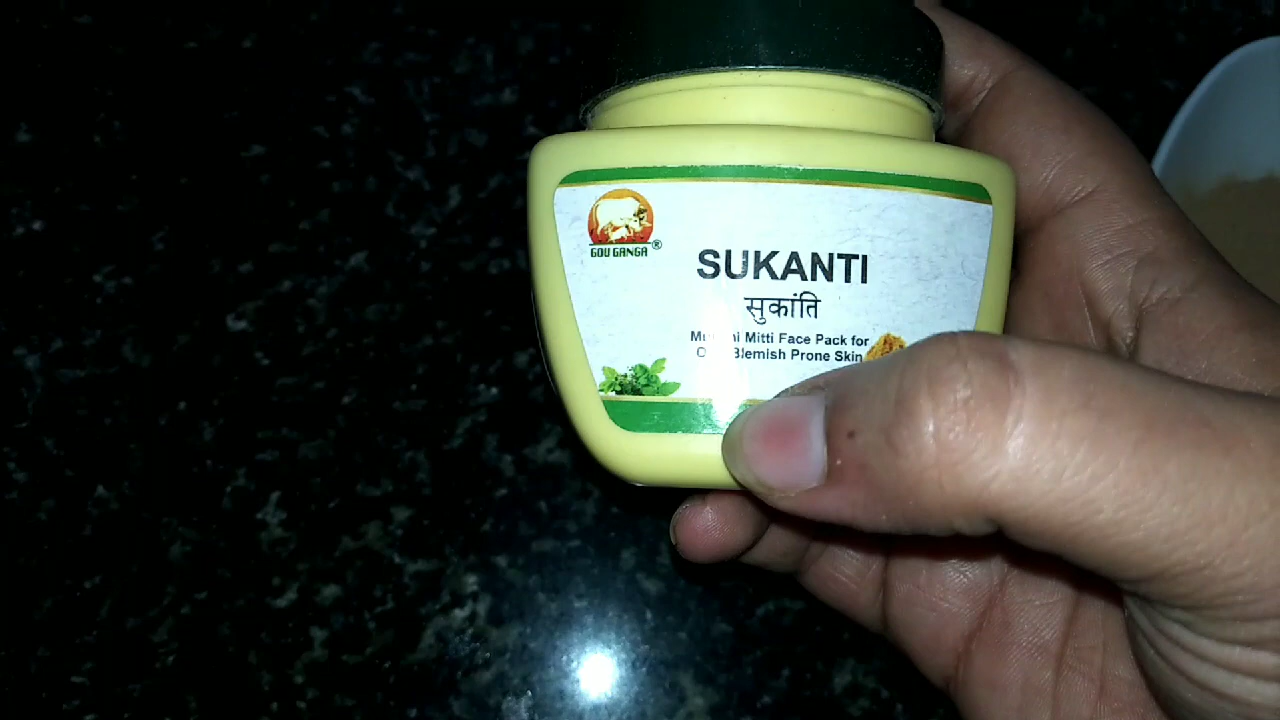 GOU GANGA®
SUKANTI
सुकांति
Mitti Face Pack for
Blemish Prone Skin